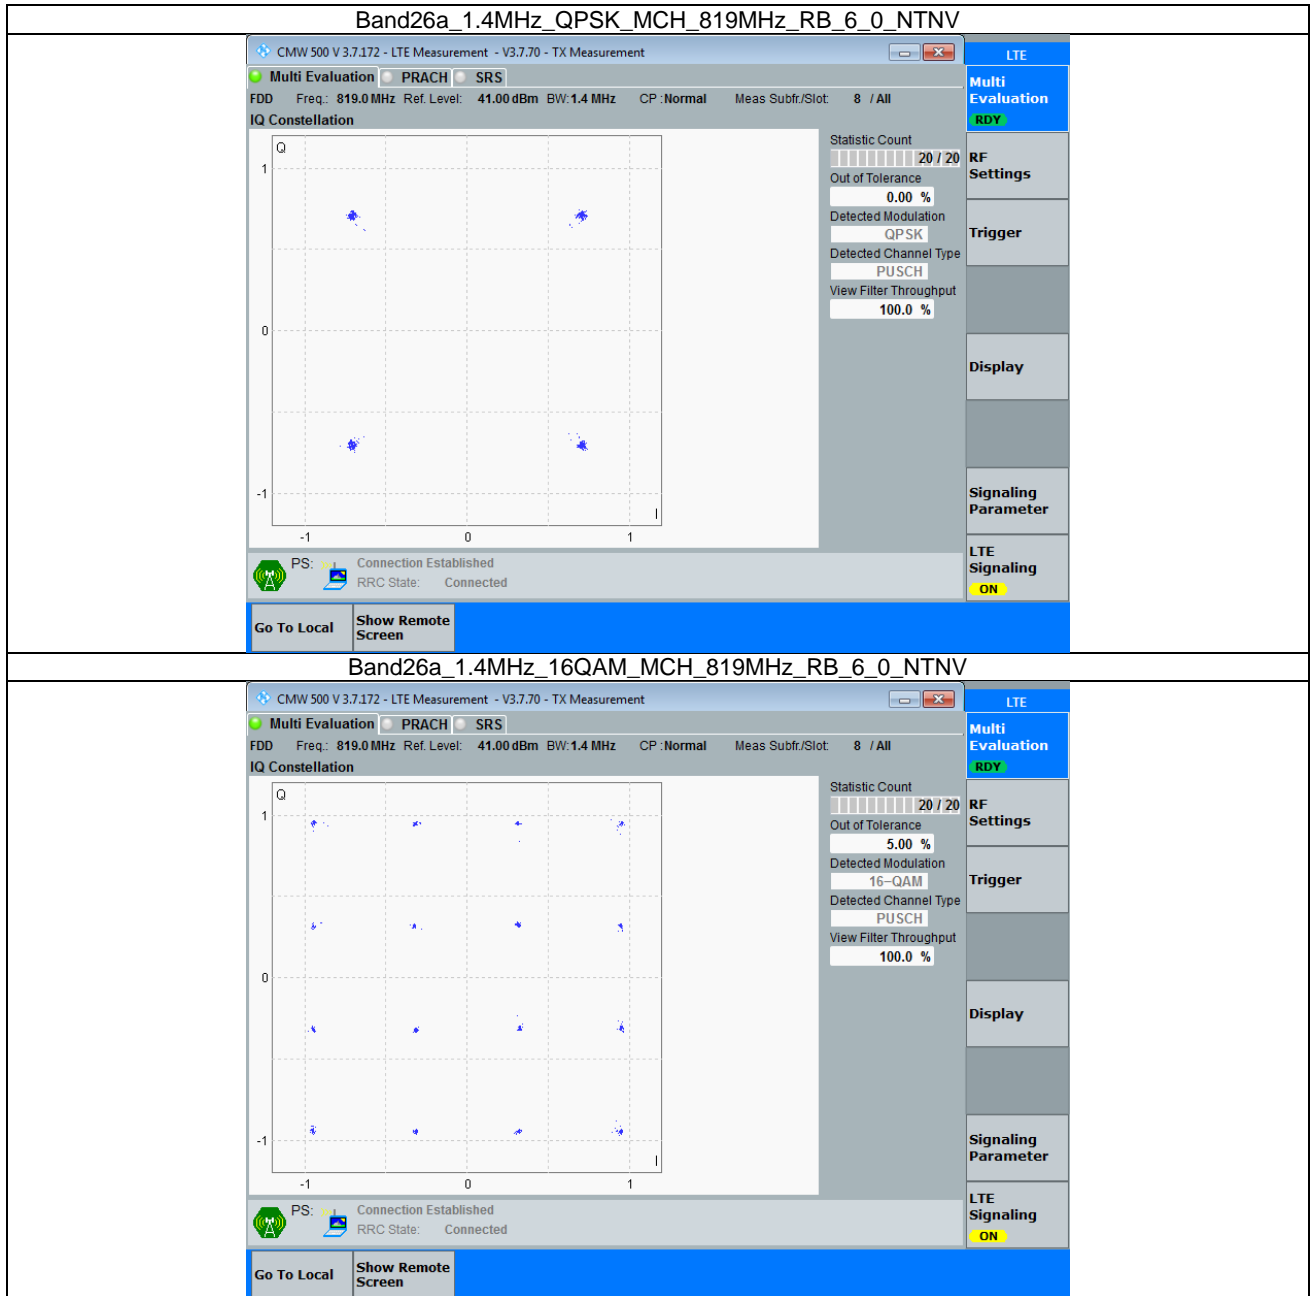 Band26a_1.4MHz_QPSK_MCH_819MHz_RB_6_0_NTNV
CMW 500 V 3.7.172 - LTE Measurement - V3.7.70 - TX Measurement
LTE
Multi Evaluation PRACH SRS
FDD Freq.: 819.0 MHz Ref. Level: 41.00 dBm BW: 1.4 MHz CP : Normal Meas Subfr./Slot: 8 / All
Multi
Evaluation
RDY
IQ Constellation
Q
1
0
-1
I
-1 0 1
Statistic Count
20 / 20
Out of Tolerance
0.00 %
Detected Modulation
QPSK
Detected Channel Type
PUSCH
View Filter Throughput
100.0 %
RF
Settings
Trigger
Display
Signaling
Parameter
LTE
Signaling
ON
PS: Connection Established
RRC State: Connected
Go To Local
Show Remote
Screen
Band26a_1.4MHz_16QAM_MCH_819MHz_RB_6_0_NTNV
CMW 500 V 3.7.172 - LTE Measurement - V3.7.70 - TX Measurement
LTE
Multi Evaluation PRACH SRS
FDD Freq.: 819.0 MHz Ref. Level: 41.00 dBm BW: 1.4 MHz CP : Normal Meas Subfr./Slot: 8 / All
Multi
Evaluation
RDY
IQ Constellation
Q
1
0
-1
I
-1 0 1
Statistic Count
20 / 20
Out of Tolerance
5.00 %
Detected Modulation
16-QAM
Detected Channel Type
PUSCH
View Filter Throughput
100.0 %
RF
Settings
Trigger
Display
Signaling
Parameter
LTE
Signaling
ON
PS: Connection Established
RRC State: Connected
Go To Local
Show Remote
Screen